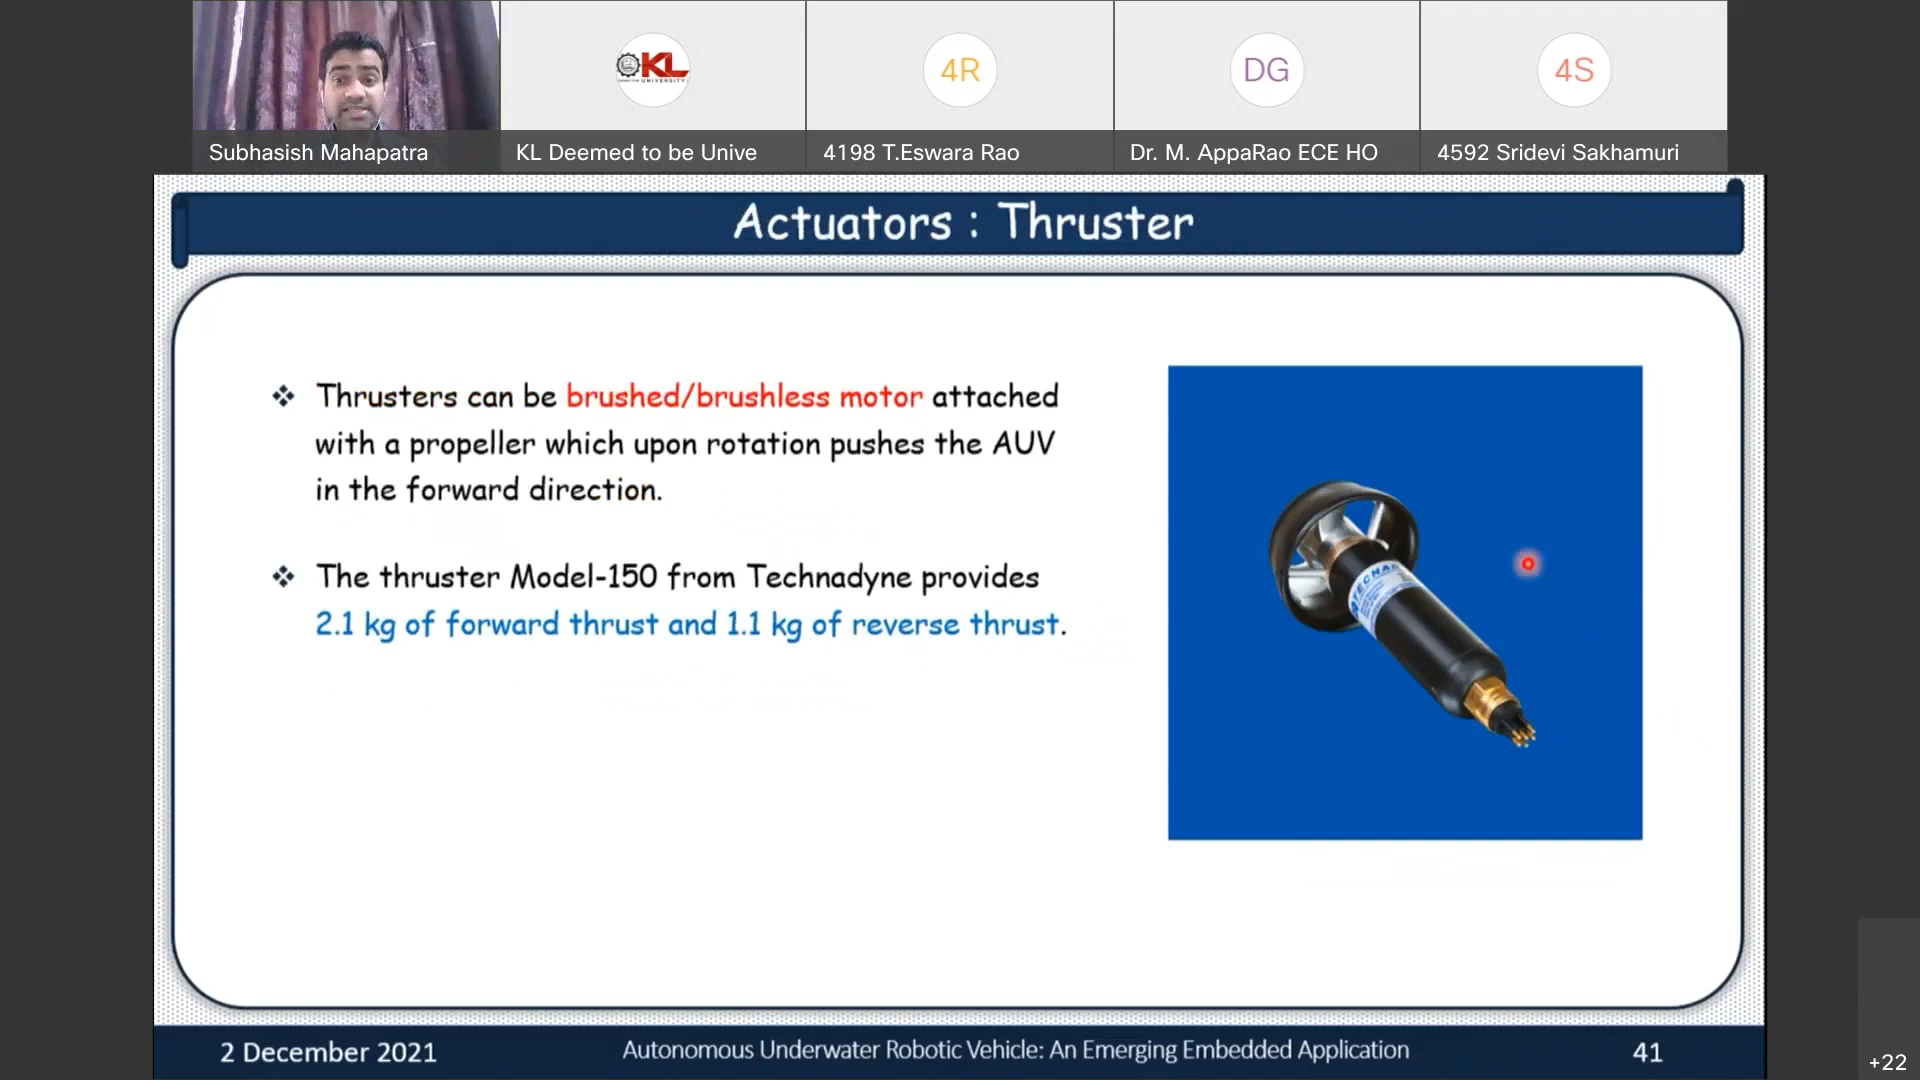 KL
UNIVERSITY
4R
DG
4S
Subhasish Mahapatra
KL Deemed to be Unive
4198 T.Eswara Rao
Dr. M. AppaRao ECE HO
4592 Sridevi Sakhamuri
Actuators : Thruster
❖ Thrusters can be brushed/brushless motor attached
with a propeller which upon rotation pushes the AUV
in the forward direction.
❖ The thruster Model-150 from Technadyne provides
2.1 kg of forward thrust and 1.1 kg of reverse thrust.
2 December 2021
Autonomous Underwater Robotic Vehicle: An Emerging Embedded Application
41
+22